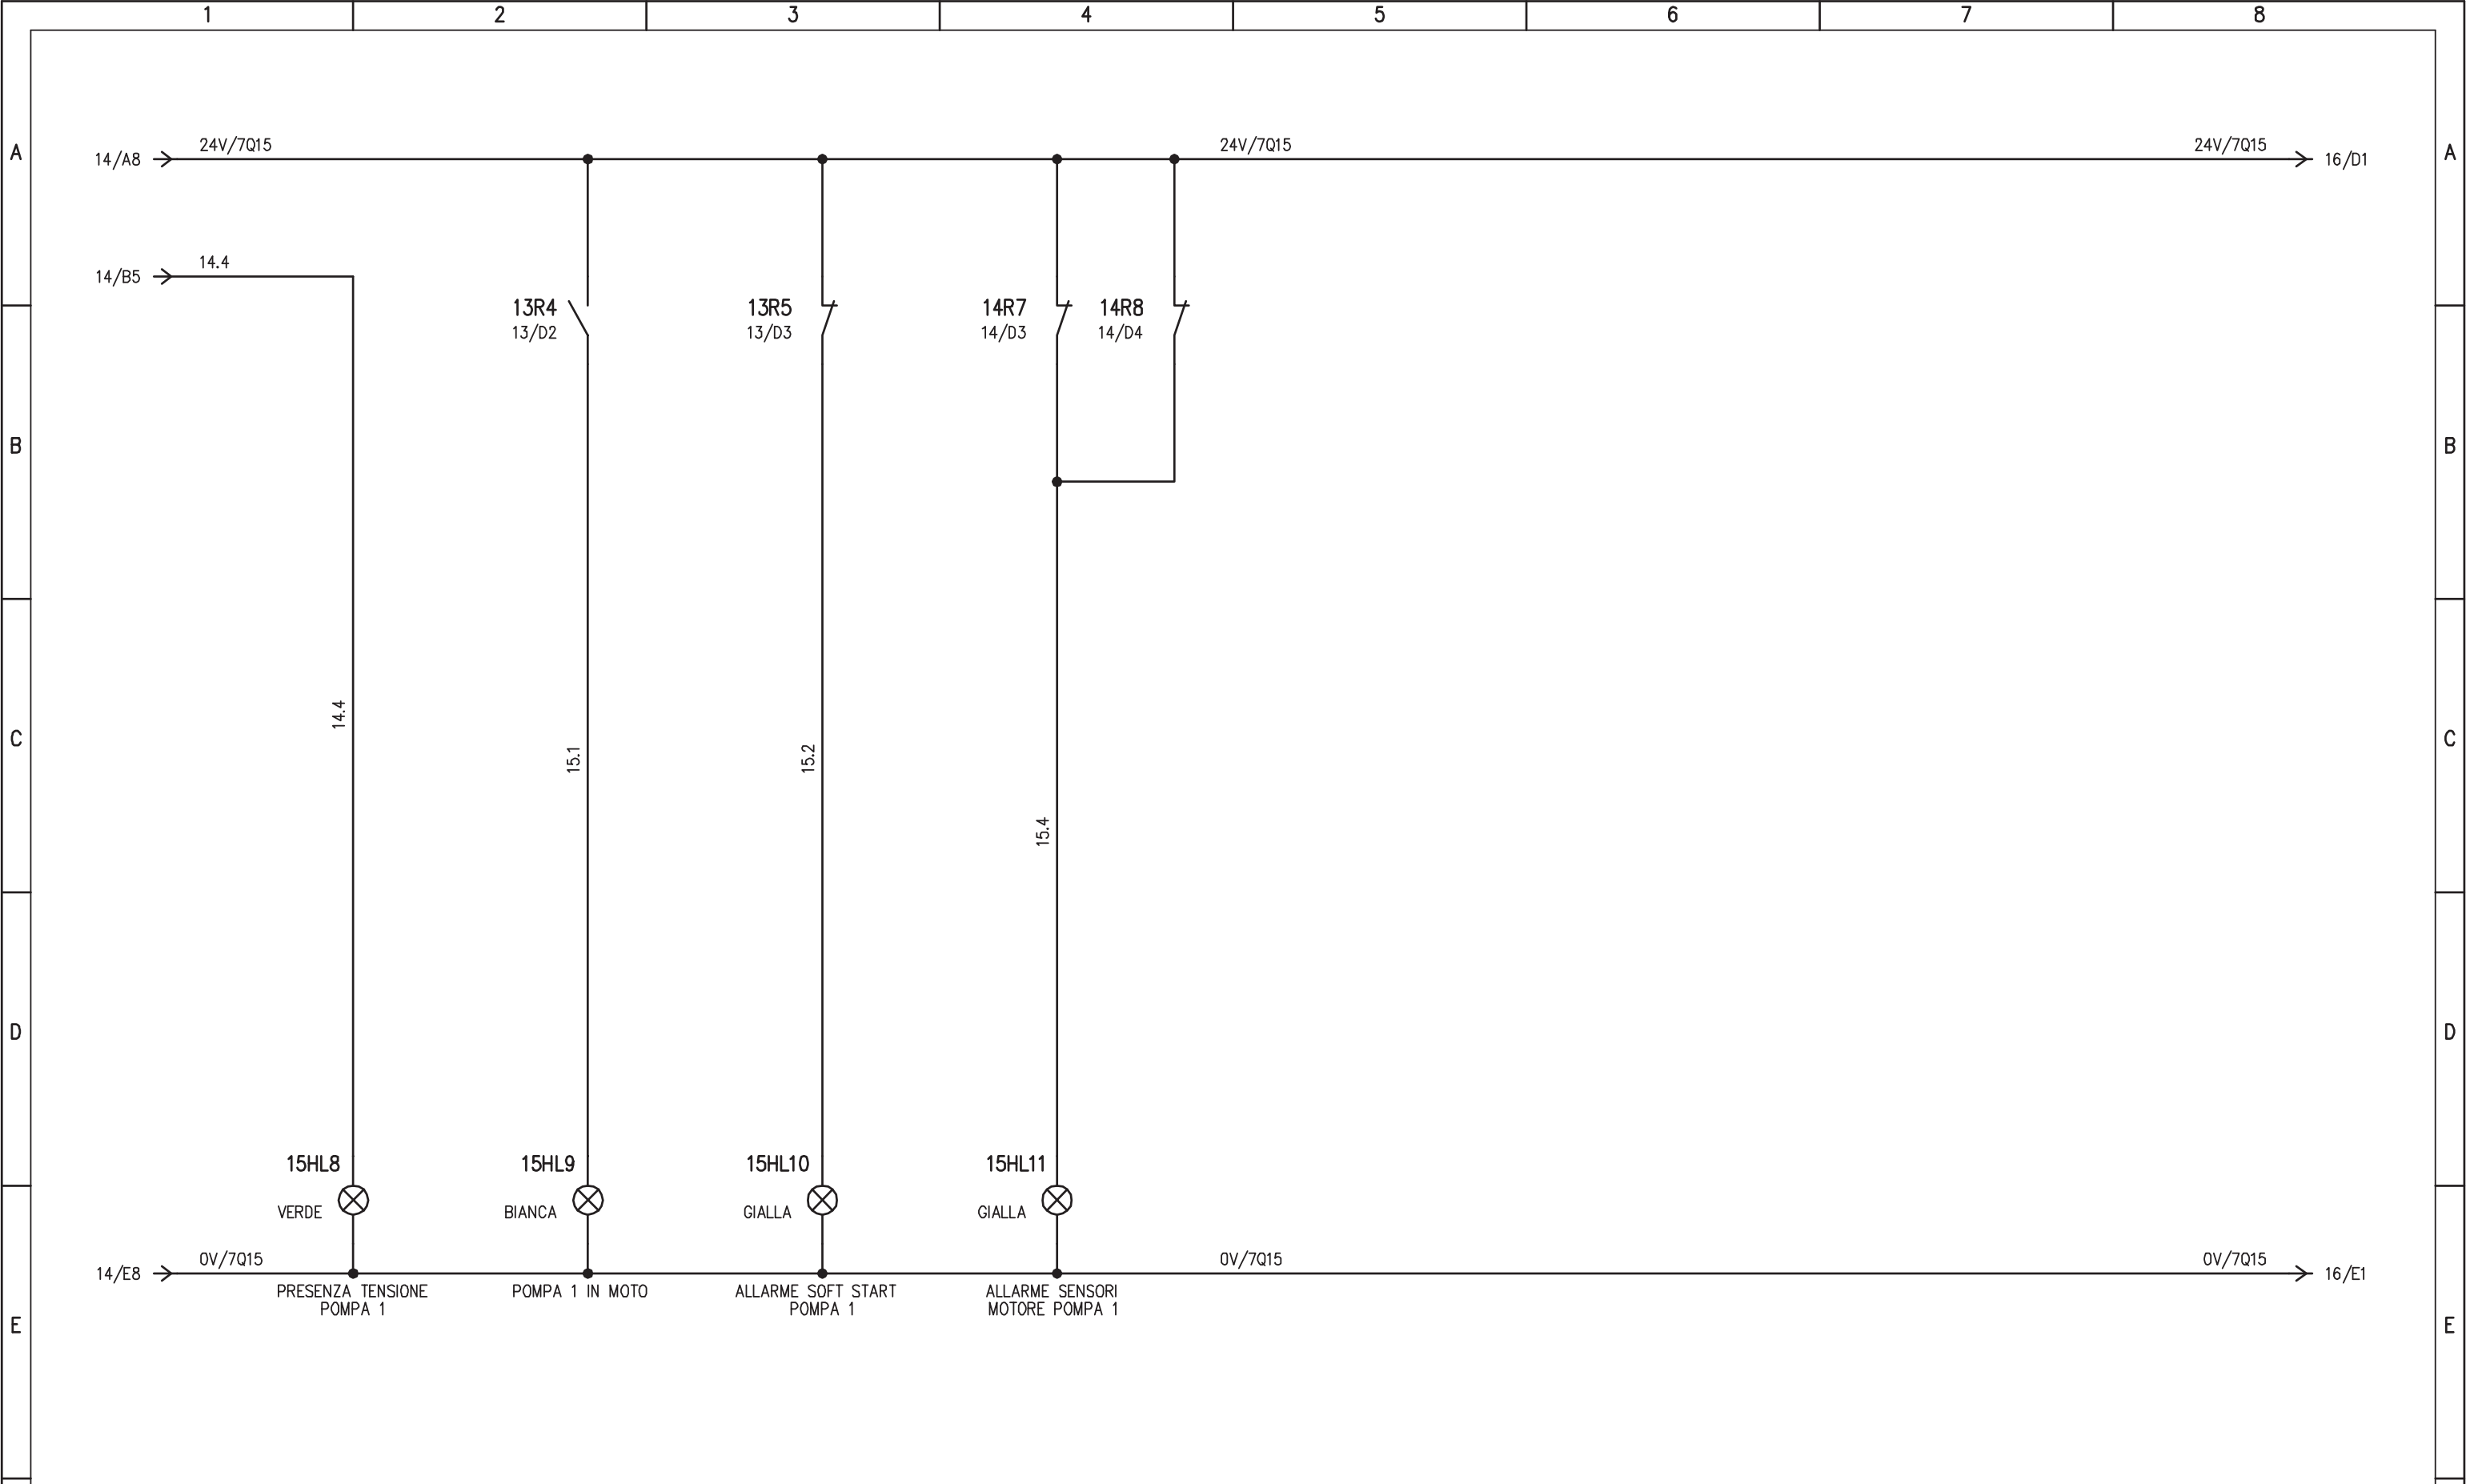 1 2 3 4 5 6 7 8
A 14/A8 24V/7Q15 24V/7Q15 24V/7Q15 16/D1 A
14/B5 14.4
13R4 13R5 14R7 14R8
13/D2 13/D3 14/D3 14/D4
B B
14.4 15.1 15.2 15.4
C C
D D
15HL8 15HL9 15HL10 15HL11
VERDE BIANCA GIALLA GIALLA
14/E8 0V/7Q15 0V/7Q15 0V/7Q15 16/E1
PRESENZA TENSIONE POMPA 1 IN MOTO ALLARME SOFT START ALLARME SENSORI
POMPA 1 POMPA 1 MOTORE POMPA 1
E E